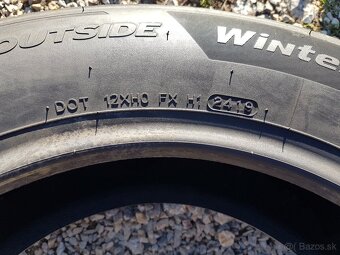 OUTSIDE Winte
DOT 12XH0 FX H1 2419
Bazos.sk